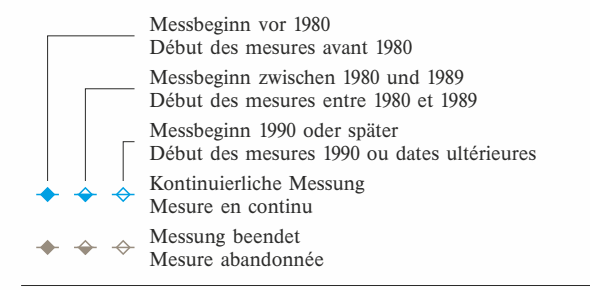 Messbeginn vor 1980
Début des mesures avant 1980
Messbeginn zwischen 1980 und 1989
Début des mesures entre 1980 et 1989
Messbeginn 1990 oder später
Début des mesures 1990 ou dates ultérieures
Kontinuierliche Messung
Mesure en continu
Messung beendet
Mesure abandonnée